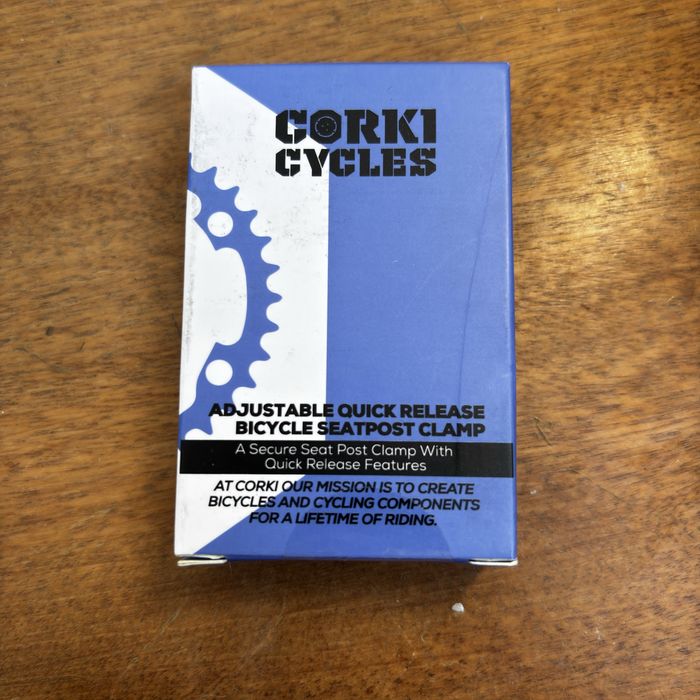 CORKI
CYCLES
ADJUSTABLE QUICK RELEASE
BICYCLE SEATPOST CLAMP
A Secure Seat Post Clamp With
Quick Release Features
AT CORKI OUR MISSION IS TO CREATE
BICYCLES AND CYCLING COMPONENTS
FOR A LIFETIME OF RIDING.